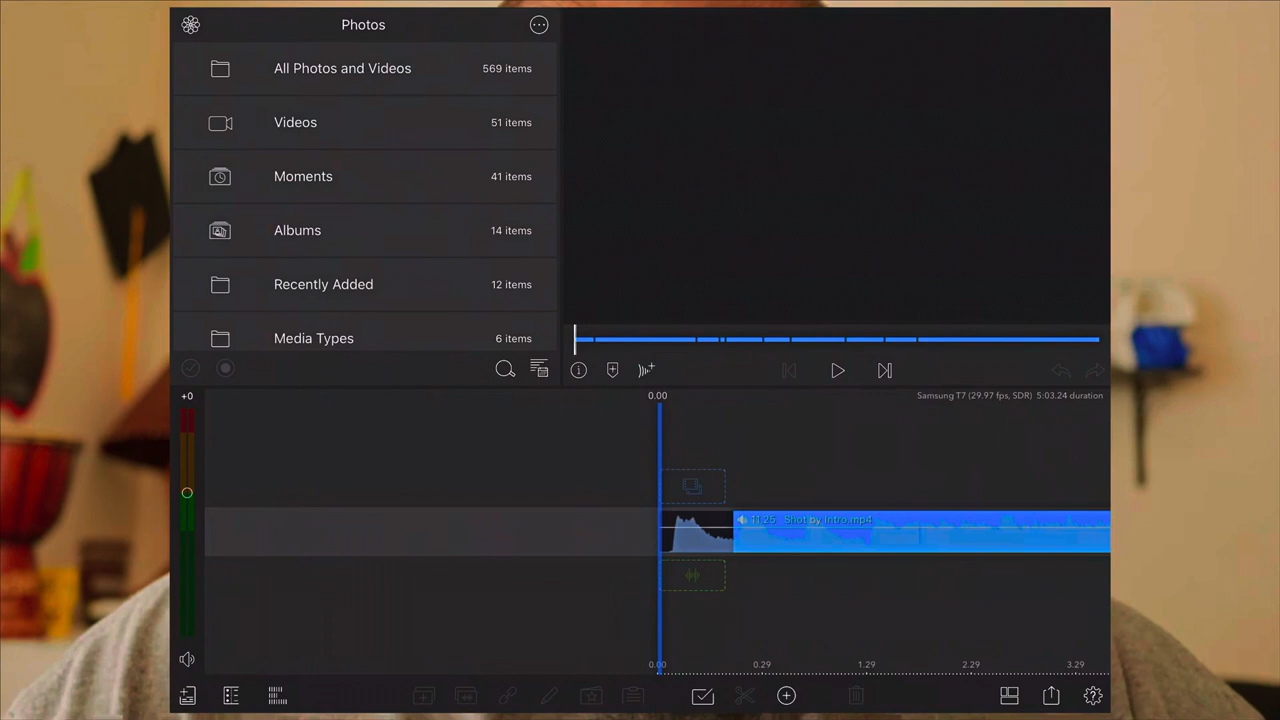 Photos
All Photos and Videos 569 items
Videos 51 items
Moments 41 items
Albums 14 items
Recently Added 12 items
Media Types 6 items
+0
0.00
Samsung T7 (29.97 fps, SDR) 5:03.24 duration
11.25 Shot by Intro.mp4
0.00 0.29 1.29 2.29 3.29